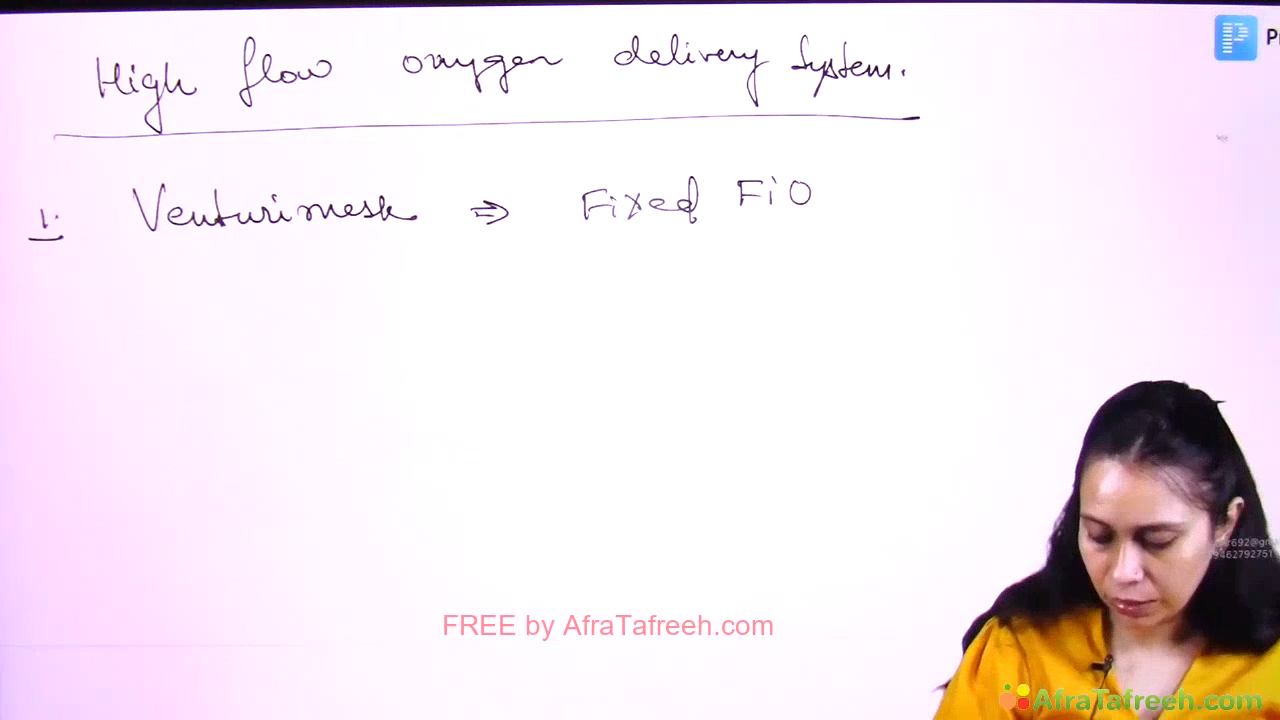 High flow oxygen delivery system.
1. Venturimask ⇒ Fixed FiO
FREE by AfraTafreeh.com
AfraTafreeh.com